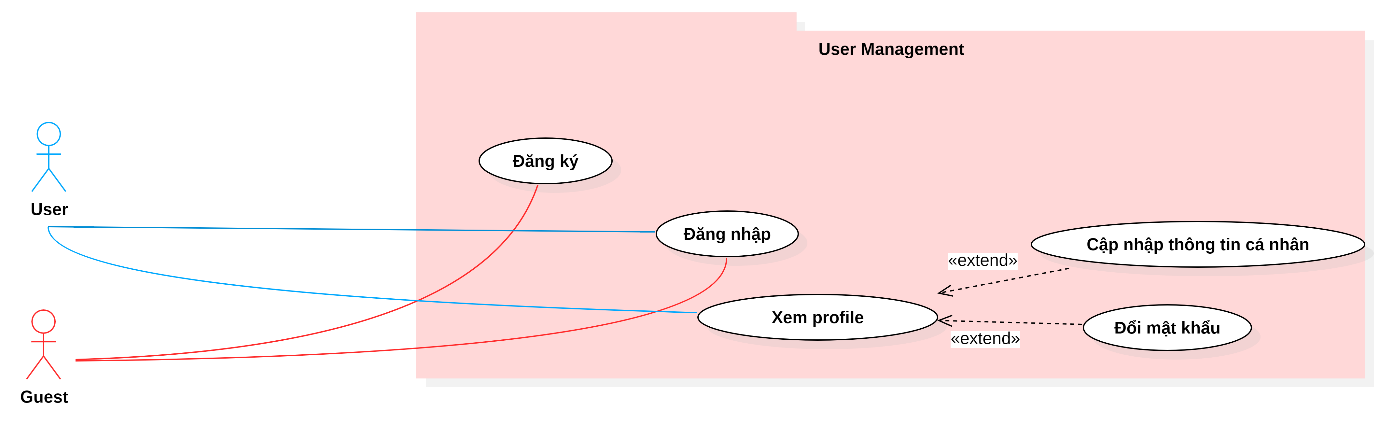 User Management
Đăng ký
User
Đăng nhập
Cập nhập thông tin cá nhân
«extend»
Xem profile
Đổi mật khẩu
«extend»
Guest